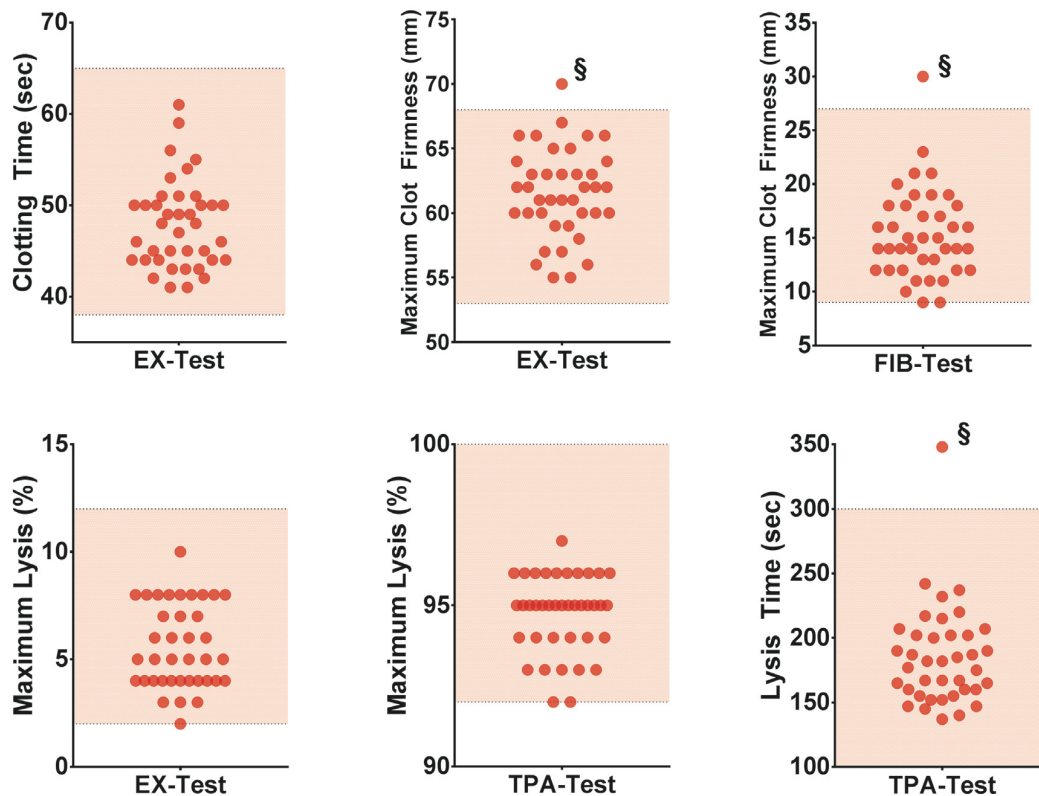 Clotting Time (sec)
70
60
50
40
EX-Test
Maximum Clot Firmness (mm)
75
70
65
60
55
50
§
EX-Test
Maximum Clot Firmness (mm)
35
30
25
20
15
10
5
§
FIB-Test
Maximum Lysis (%)
15
10
5
0
EX-Test
Maximum Lysis (%)
100
95
90
TPA-Test
Lysis Time (sec)
350
300
250
200
150
100
§
TPA-Test